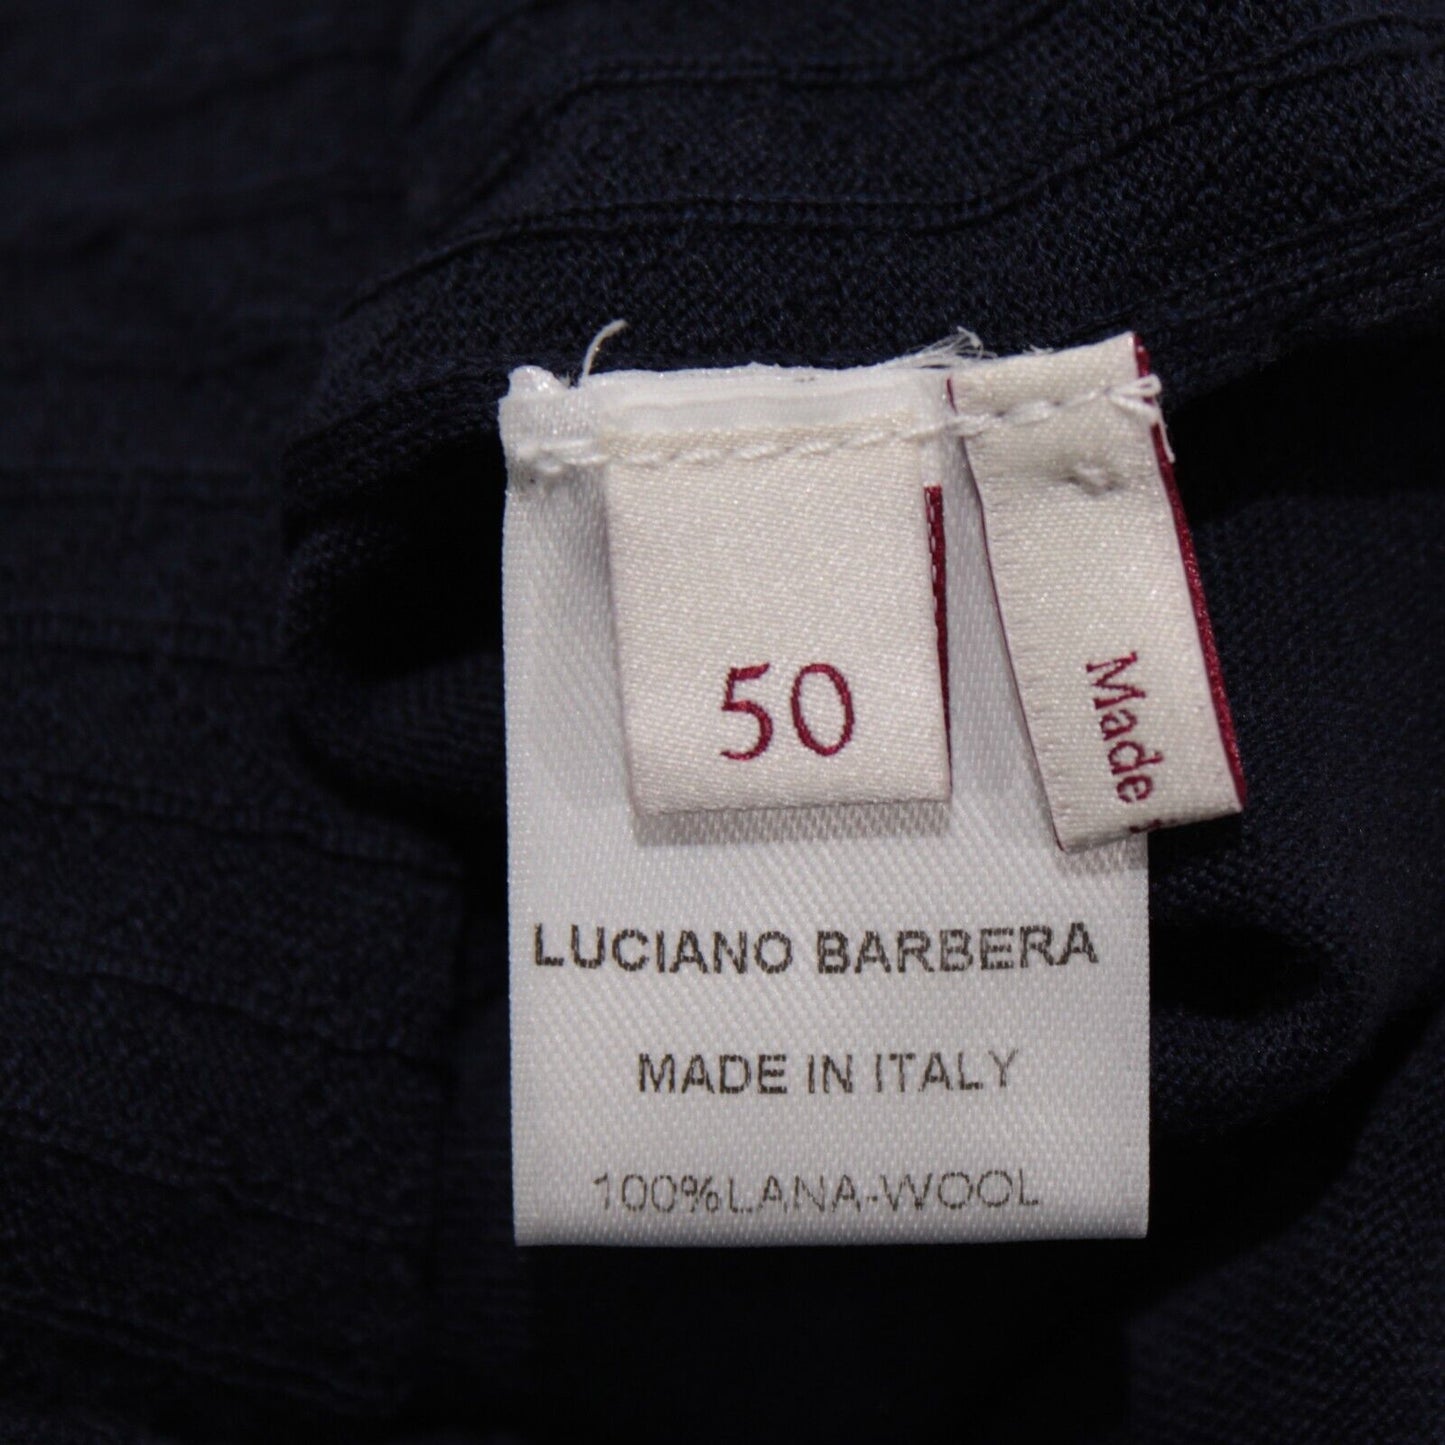 50
Made
LUCIANO BARBERA
MADE IN ITALY
100%LANA-WOOL